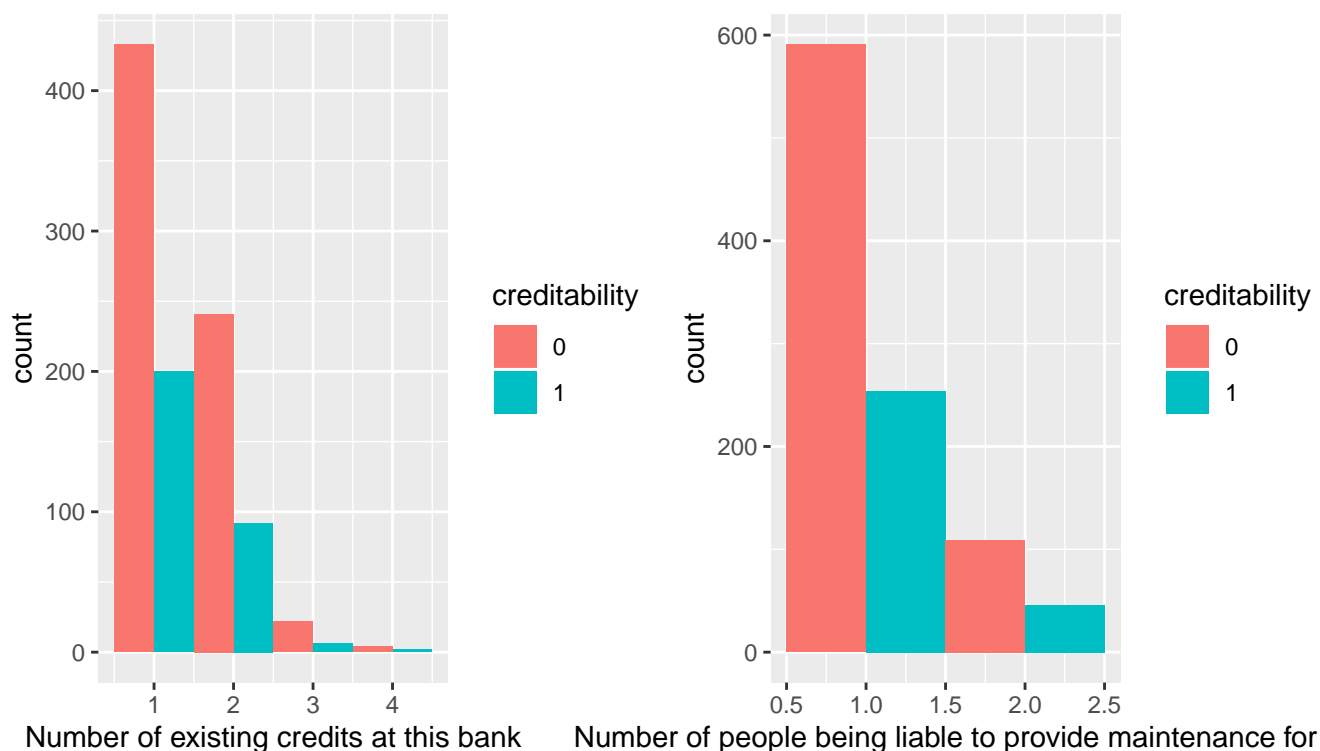 count
400
300
200
100
0
1 2 3 4
Number of existing credits at this bank
creditability
0
1
count
600
400
200
0
0.5 1.0 1.5 2.0 2.5
Number of people being liable to provide maintenance for
creditability
0
1